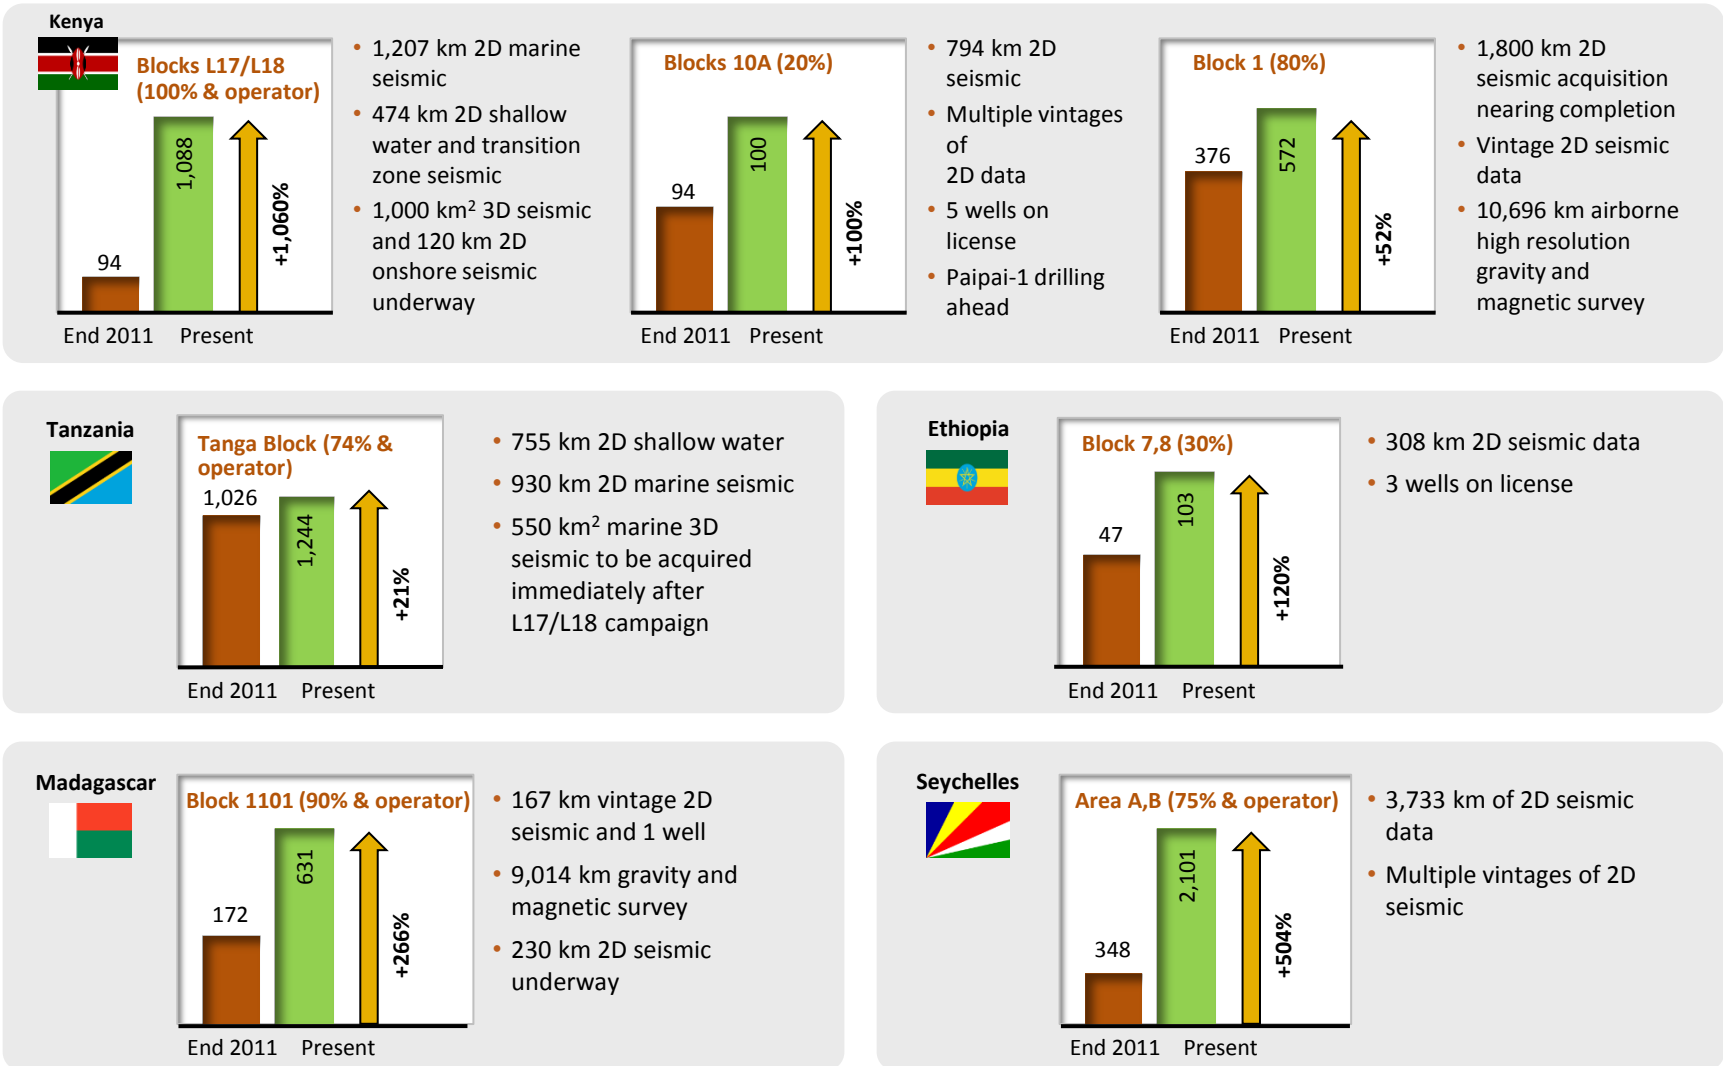 Kenya
Blocks L17/L18
(100% & operator)
94
1,088
+1,060%
End 2011 Present
• 1,207 km 2D marine
seismic
• 474 km 2D shallow
water and transition
zone seismic
• 1,000 km² 3D seismic
and 120 km 2D
onshore seismic
underway
Blocks 10A (20%)
94
100
+100%
End 2011 Present
• 794 km 2D
seismic
• Multiple vintages
of
2D data
• 5 wells on
license
• Paipai-1 drilling
ahead
Block 1 (80%)
376
572
+52%
End 2011 Present
• 1,800 km 2D
seismic acquisition
nearing completion
• Vintage 2D seismic
data
• 10,696 km airborne
high resolution
gravity and
magnetic survey
Tanzania
Tanga Block (74% &
operator)
1,026
1,244
+21%
End 2011 Present
• 755 km 2D shallow water
• 930 km 2D marine seismic
• 550 km² marine 3D
seismic to be acquired
immediately after
L17/L18 campaign
Ethiopia
Block 7,8 (30%)
47
103
+120%
End 2011 Present
• 308 km 2D seismic data
• 3 wells on license
Madagascar
Block 1101 (90% & operator)
172
631
+266%
End 2011 Present
• 167 km vintage 2D
seismic and 1 well
• 9,014 km gravity and
magnetic survey
• 230 km 2D seismic
underway
Seychelles
Area A,B (75% & operator)
348
2,101
+504%
End 2011 Present
• 3,733 km of 2D seismic
data
• Multiple vintages of 2D
seismic